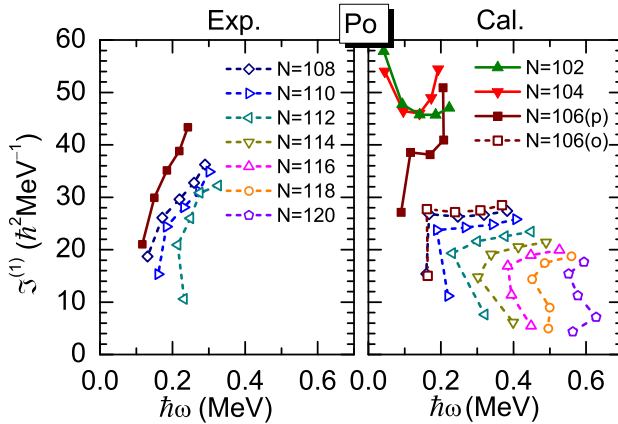 Exp. Po Cal.
ℑ⁽¹⁾ (ℏ²MeV⁻¹)
60
50
40
30
20
10
0
N=108
N=110
N=112
N=114
N=116
N=118
N=120
N=102
N=104
N=106(p)
N=106(o)
0.0 0.2 0.4 0.6 0.0 0.2 0.4 0.6
ℏω (MeV) ℏω (MeV)